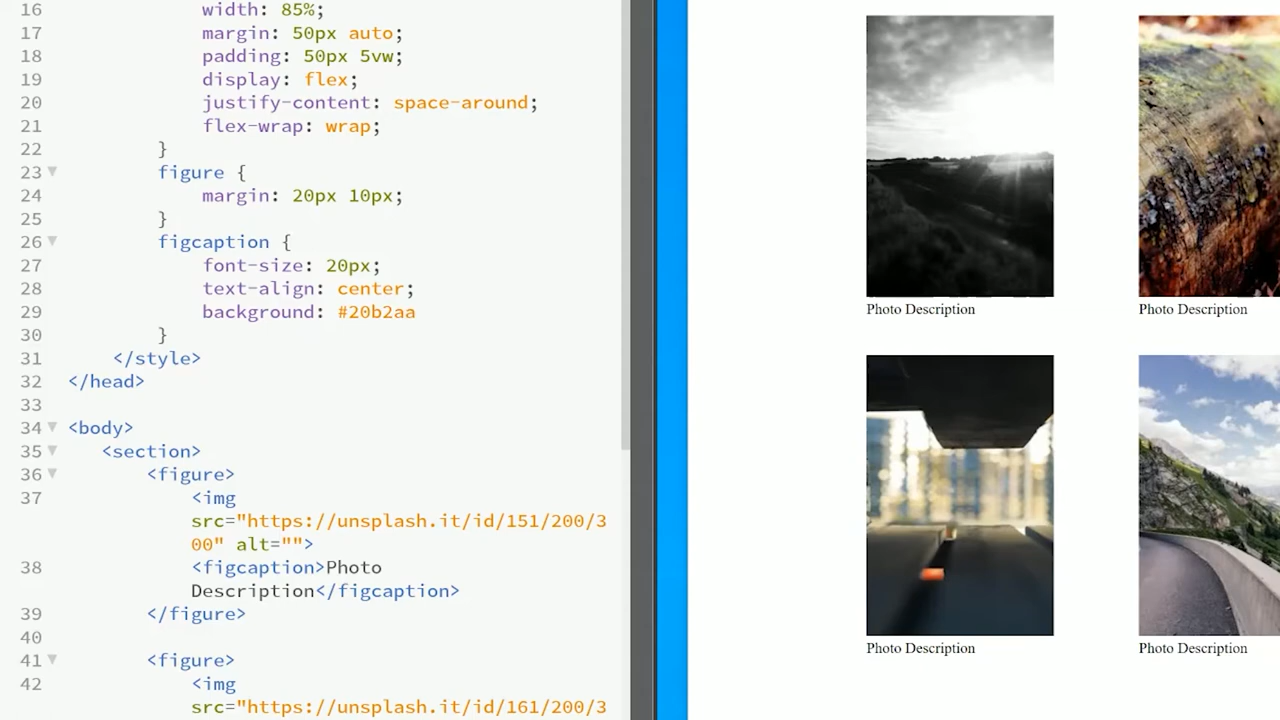 16 width: 85%;
17 margin: 50px auto;
18 padding: 50px 5vw;
19 display: flex;
20 justify-content: space-around;
21 flex-wrap: wrap;
22 }
23 figure {
24 margin: 20px 10px;
25 }
26 figcaption {
27 font-size: 20px;
28 text-align: center;
29 background: #20b2aa
30 }
31 </style>
32 </head>
33
34 <body>
35 <section>
36 <figure>
37 <img
src="https://unsplash.it/id/151/200/3
00" alt="">
38 <figcaption>Photo
Description</figcaption>
39 </figure>
40
41 <figure>
42 <img
src="https://unsplash.it/id/161/200/3
Photo Description
Photo Description
Photo Description
Photo Description